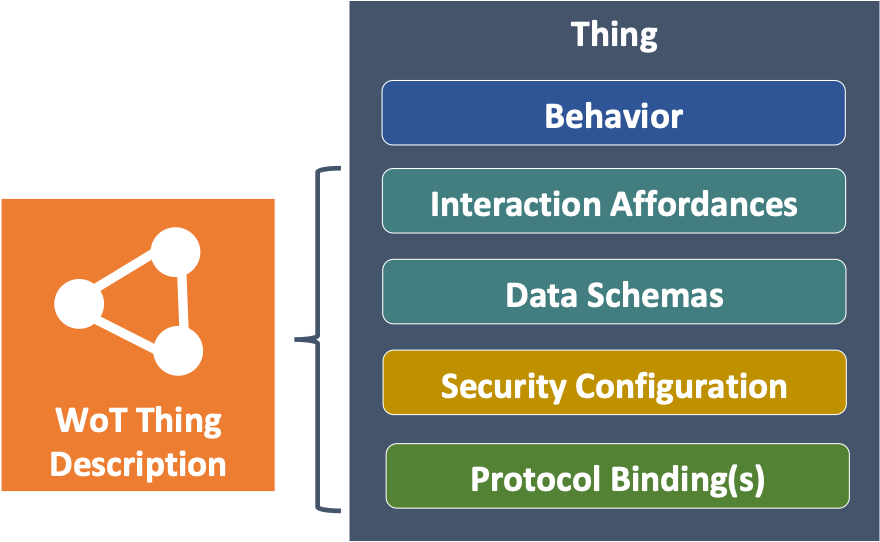 Thing
Behavior
Interaction Affordances
Data Schemas
Security Configuration
Protocol Binding(s)
WoT Thing
Description